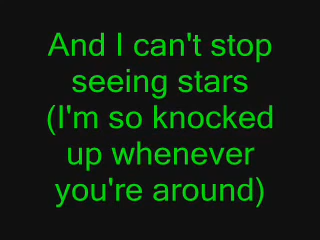 And I can't stop
seeing stars
(I'm so knocked
up whenever
you're around)